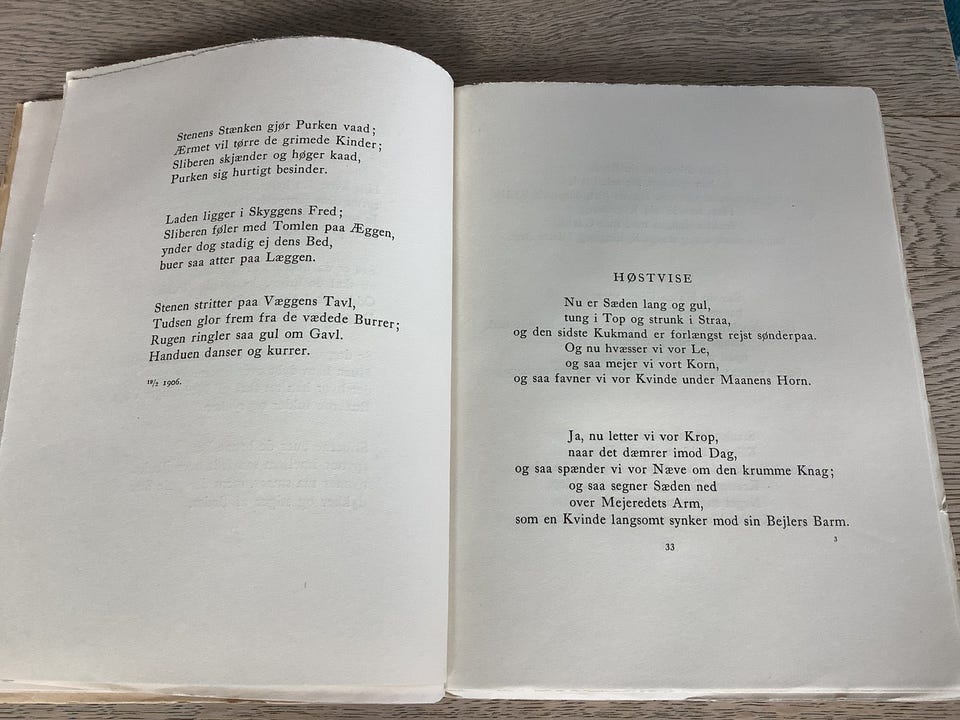 Stenens Stænken gjør Purken vaad;
Ærmet vil tørre de grimede Kinder;
Sliberen skjænder og høger kaad,
Purken sig hurtigt besinder.
Laden ligger i Skyggens Fred;
Sliberen føler med Tomlen paa Æggen,
ynder dog stadig ej dens Bed,
buer saa atter paa Læggen.
Stenen stritter paa Væggens Tavl,
Tudsen glor frem fra de vædede Burrer;
Rugen ringler saa gul om Gavl.
Handuen danser og kurrer.
12/2 1906.
HØSTVISE
Nu er Sæden lang og gul,
tung i Top og strunk i Straa,
og den sidste Kukmand er forlængst rejst sønderpaa.
Og nu hvæsser vi vor Le,
og saa mejer vi vort Korn,
og saa favner vi vor Kvinde under Maanens Horn.
Ja, nu letter vi vor Krop,
naar det dæmrer imod Dag,
og saa spænder vi vor Næve om den krumme Knag;
og saa segner Sæden ned
over Mejeredets Arm,
som en Kvinde langsomt synker mod sin Bejlers Barm.
33
3